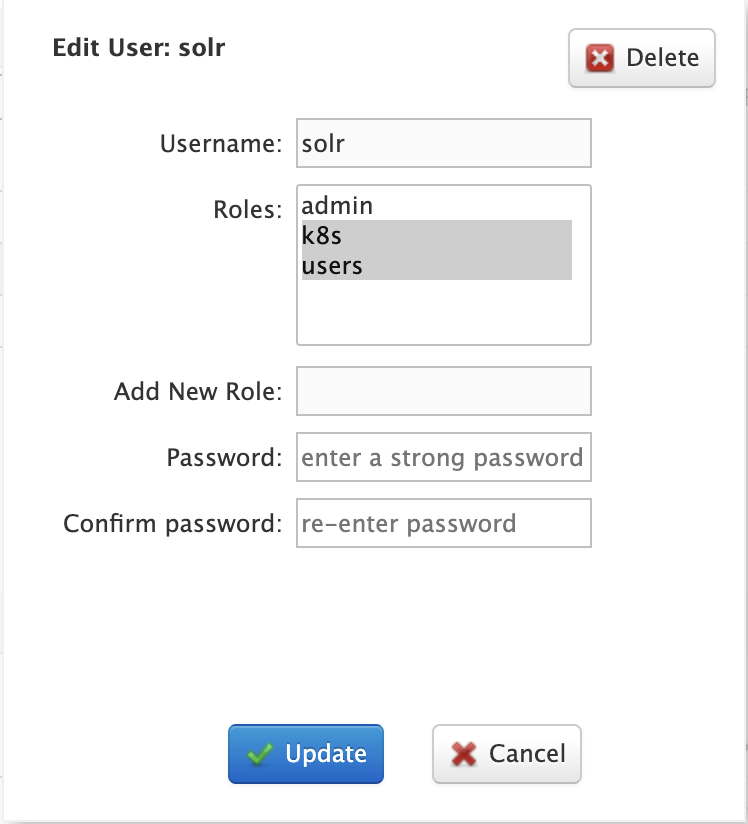 Edit User: solr
Delete
Username: solr
Roles: admin
k8s
users
Add New Role:
Password: enter a strong password
Confirm password: re-enter password
Update
Cancel